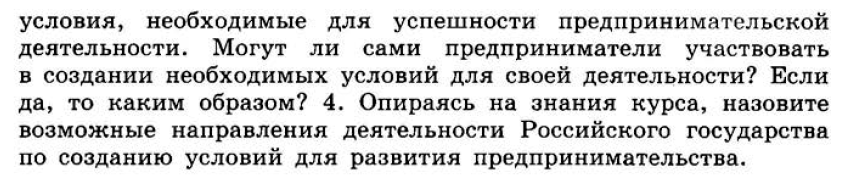 условия, необходимые для успешности предпринимательской
деятельности. Могут ли сами предприниматели участвовать
в создании необходимых условий для своей деятельности? Если
да, то каким образом? 4. Опираясь на знания курса, назовите
возможные направления деятельности Российского государства
по созданию условий для развития предпринимательства.